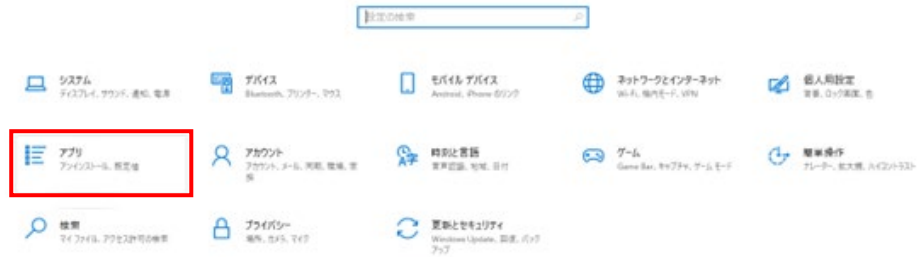 設定の検索
システム
ディスプレイ、サウンド、通知、電源
デバイス
Bluetooth、プリンター、マウス
モバイル デバイス
Android、iPhone のリンク
ネットワークとインターネット
Wi-Fi、機内モード、VPN
個人用設定
背景、ロック画面、色
アプリ
アンインストール、既定値
アカウント
アカウント、メール、同期、職場、家
族
時刻と言語
音声認識、地域、日付
ゲーム
Game Bar、キャプチャ、ゲーム モード
簡単操作
ナレーター、拡大鏡、ハイコントラスト
検索
マイ ファイル、アクセス許可の検索
プライバシー
場所、カメラ、マイク
更新とセキュリティ
Windows Update、回復、バック
アップ